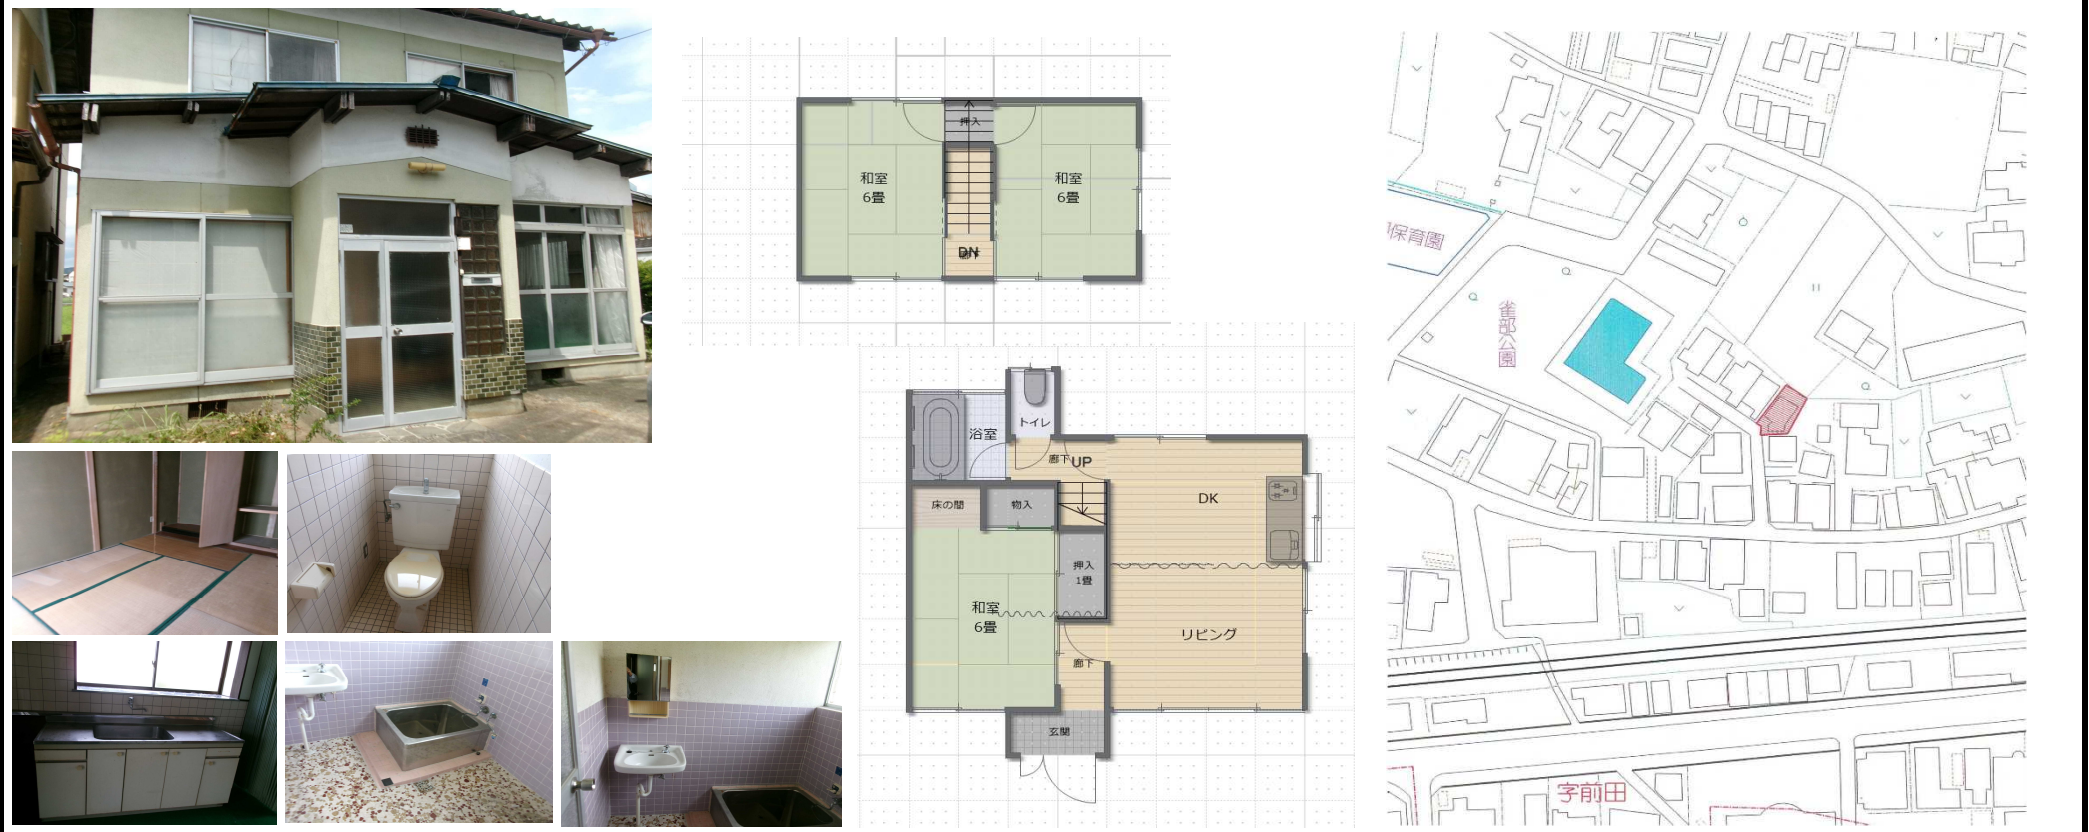 押入
和室
6畳
和室
6畳
DN
トイレ
浴室
廊下
UP
床の間
物入
DK
押入
1畳
和室
6畳
リビング
廊下
玄関
保育園
雀部公園
字前田